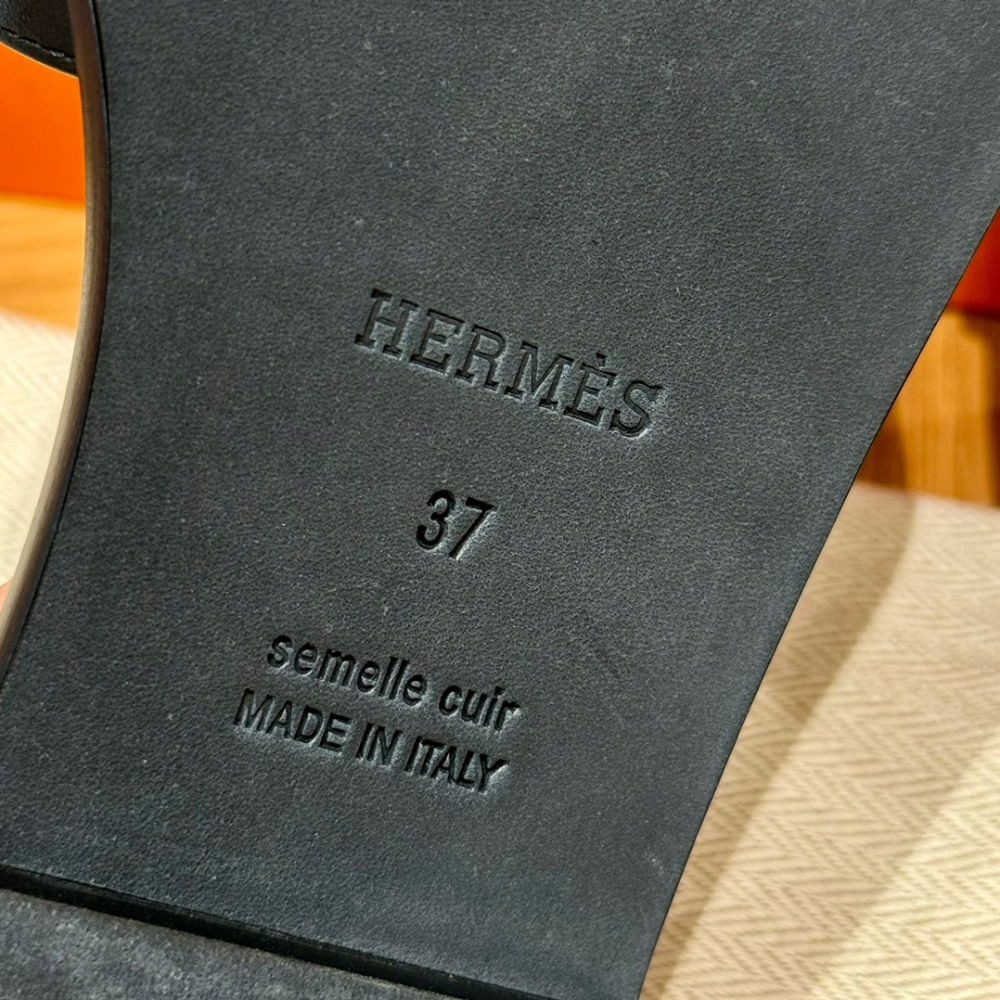 HERMÈS
37
semelle cuir
MADE IN ITALY